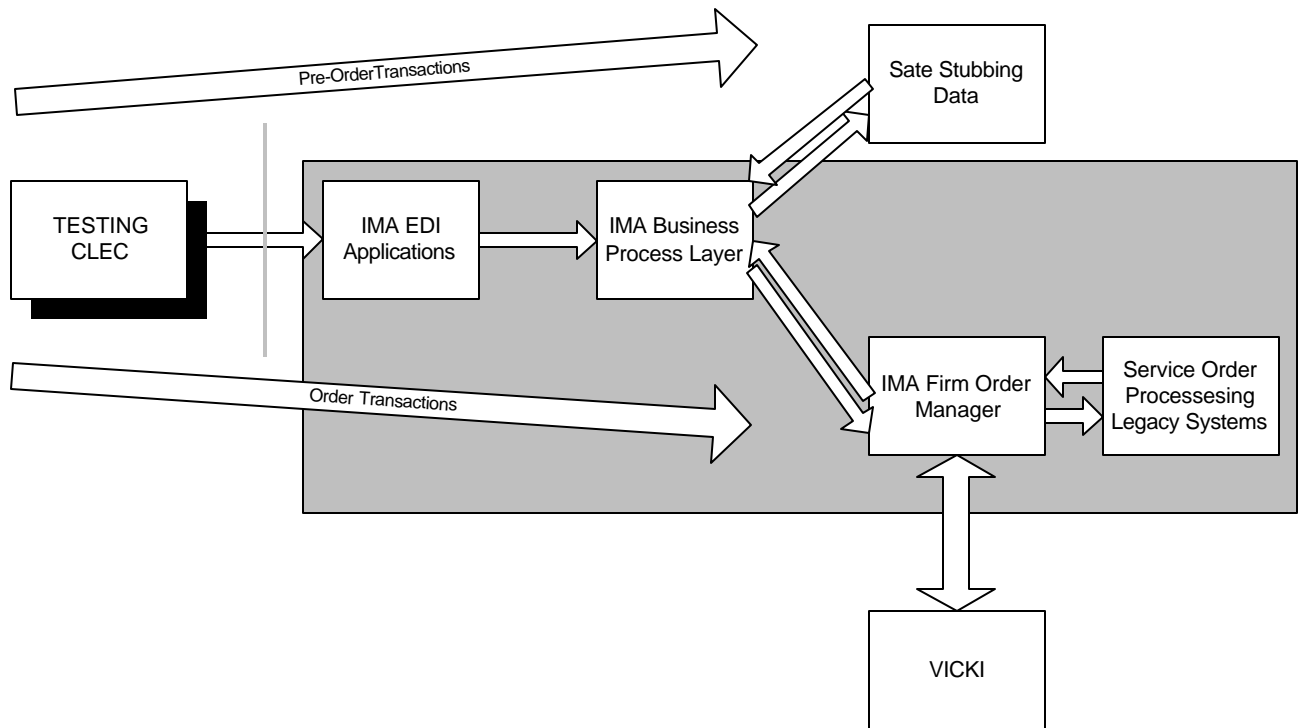 Pre-OrderTransactions
Sate Stubbing
Data
TESTING
CLEC
IMA EDI
Applications
IMA Business
Process Layer
Order Transactions
IMA Firm Order
Manager
Service Order
Processesing
Legacy Systems
VICKI